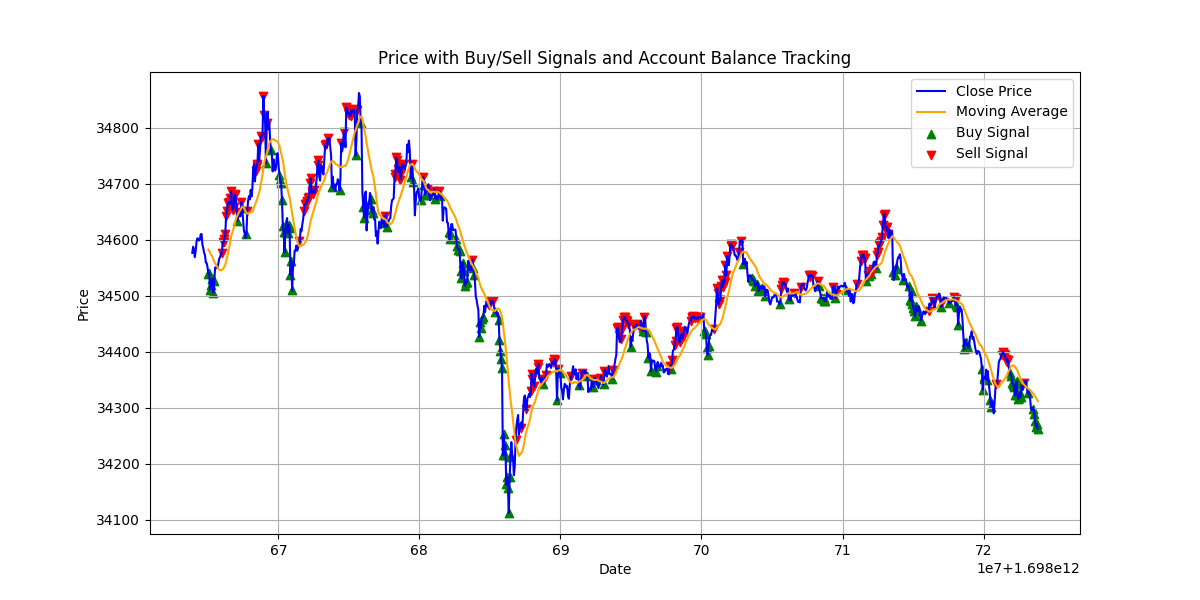 Price with Buy/Sell Signals and Account Balance Tracking
Close Price
Moving Average
Buy Signal
Sell Signal
Price
34800
34700
34600
34500
34400
34300
34200
34100
67 68 69 70 71 72
Date
1e7+1.698e12